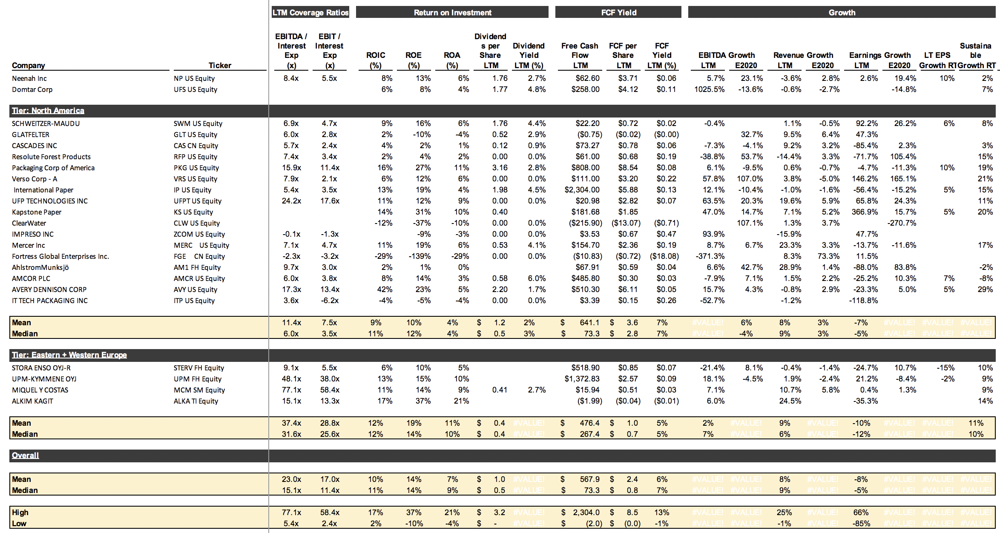 LTM Coverage Ratios Return on Investment FCF Yield Growth
EBITDA / EBIT / Dividend
Interest Interest s per Dividend Free Cash FCF per FCF Sustaina
Exp Exp ROIC ROE ROA Share Yield Flow Share Yield EBITDA Growth Revenue Growth Earnings Growth LT EPS ble
Company Ticker (x) (x) (%) (%) (%) LTM LTM (%) LTM LTM LTM (%) LTM E2020 LTM E2020 LTM E2020 Growth RT Growth RT
Neenah Inc NP US Equity 8.4x 5.5x 8% 13% 6% 1.76 2.7% $62.60 $3.71 $0.06 5.7% 23.1% -3.6% 2.8% 2.6% 19.4% 10% 2%
Domtar Corp UFS US Equity 6% 8% 4% 1.77 4.8% $258.00 $4.12 $0.11 1025.5% -13.6% -0.6% -2.7% -14.8% 7%
Tier: North America
SCHWEITZER-MAUDU SWM US Equity 6.9x 4.7x 9% 16% 6% 1.76 4.4% $22.20 $0.72 $0.02 -0.4% 1.1% -0.5% 92.2% 26.2% 6% 8%
GLATFELTER GLT US Equity 6.0x 2.8x 2% -10% -4% 0.52 2.9% ($0.75) ($0.02) ($0.00) 32.7% 9.5% 6.4% 47.3%
CASCADES INC CAS CN Equity 5.7x 2.4x 4% 2% 1% 0.12 0.9% $73.27 $0.78 $0.06 -7.3% -4.1% 9.2% 3.2% -85.4% 2.3% 3%
Resolute Forest Products RFP US Equity 7.4x 3.4x 2% 4% 2% 0.00 0.0% $61.00 $0.68 $0.19 -38.8% 53.7% -14.4% 3.3% -71.7% 105.4% 15%
Packaging Corp of America PKG US Equity 15.9x 11.4x 16% 27% 11% 3.16 2.8% $808.00 $8.54 $0.08 6.1% -9.5% 0.6% -0.7% -4.7% -11.3% 10% 19%
Verso Corp - A VRS US Equity 7.9x 2.1x 6% 12% 6% 0.00 0.0% $111.00 $3.20 $0.22 57.8% 107.0% 3.8% -5.0% 146.2% 165.1% 21%
International Paper IP US Equity 5.4x 3.5x 13% 19% 4% 1.98 4.5% $2,304.00 $5.88 $0.13 12.1% -10.4% -1.0% -1.6% -56.4% -15.2% 5% 15%
UFP TECHNOLOGIES INC UFPT US Equity 24.2x 17.6x 11% 12% 9% 0.00 0.0% $20.98 $2.82 $0.07 63.5% 20.3% 19.6% 5.9% 65.8% 24.3% 11%
Kapstone Paper KS US Equity 14% 31% 10% 0.40 $181.68 $1.85 47.0% 14.7% 7.1% 5.2% 366.9% 15.7% 5% 20%
ClearWater CLW US Equity -12% -37% -10% 0.00 0.0% ($215.90) ($13.07) ($0.71) 107.1% 1.3% 3.7% -270.7%
IMPRESO INC ZCOM US Equity -0.1x -1.3x -9% -3% 0.00 0.0% $3.53 $0.67 $0.47 93.9% -15.9% 47.7%
Mercer Inc MERC US Equity 7.1x 4.7x 11% 19% 6% 0.53 4.1% $154.70 $2.36 $0.19 8.7% 6.7% 23.3% 3.3% -13.7% -11.6% 17%
Fortress Global Enterprises Inc. FGE CN Equity -2.3x -3.2x -29% -139% -29% 0.00 0.0% ($10.83) ($0.72) ($18.08) -371.3% 8.3% 73.3% 11.5%
AhlstromMunksjö AM1 FH Equity 9.7x 3.0x 2% 1% 0% $67.91 $0.59 $0.04 6.6% 42.7% 28.9% 1.4% -88.0% 83.8% -2%
AMCOR PLC AMCR US Equity 6.0x 3.8x 8% 14% 3% 0.58 6.0% $485.80 $0.30 $0.03 -7.9% 7.1% 1.5% 2.2% -25.2% 10.3% 7% -8%
AVERY DENNISON CORP AVY US Equity 17.3x 13.4x 42% 23% 5% 2.20 1.7% $510.30 $6.11 $0.05 15.7% 4.3% -0.8% 2.9% -23.3% 5.0% 5% 29%
IT TECH PACKAGING INC ITP US Equity 3.6x -6.2x -4% -5% -4% 0.00 0.0% $3.39 $0.15 $0.26 -52.7% -1.2% -118.8%
Mean 11.4x 7.5x 9% 10% 4% $ 1.2 2% $ 641.1 $ 3.6 7% #VALUE! 6% 8% 3% -7% #VALUE! #VALUE! #VALUE!
Median 6.0x 3.5x 11% 12% 4% $ 0.5 3% $ 73.3 $ 2.8 7% #VALUE! -4% 9% 3% -5% #VALUE! #VALUE! #VALUE!
Tier: Eastern + Western Europe
STORA ENSO OYJ-R STERV FH Equity 9.1x 5.5x 6% 10% 5% $518.90 $0.85 $0.07 -21.4% 8.1% -0.4% -1.4% -24.7% 10.7% -15% 10%
UPM-KYMMENE OYJ UPM FH Equity 48.1x 38.0x 13% 15% 10% $1,372.83 $2.57 $0.09 18.1% -4.5% 1.9% -2.4% 21.2% -8.4% -2% 9%
MIQUEL Y COSTAS MCM SM Equity 77.1x 58.4x 11% 14% 9% 0.41 2.7% $15.94 $0.51 $0.03 7.1% 10.7% 5.8% 0.4% 1.3% 9%
ALKIM KAGIT ALKA TI Equity 15.1x 13.3x 17% 37% 21% ($1.99) ($0.04) ($0.01) 6.0% 24.5% -35.3% 14%
Mean 37.4x 28.8x 12% 19% 11% $ 0.4 #VALUE! $ 476.4 $ 1.0 5% 2% #VALUE! 9% #VALUE! -10% #VALUE! #VALUE! 11%
Median 31.6x 25.6x 12% 14% 10% $ 0.4 #VALUE! $ 267.4 $ 0.7 5% 7% #VALUE! 6% #VALUE! -12% #VALUE! #VALUE! 10%
Overall
Mean 23.0x 17.0x 10% 14% 7% $ 1.0 #VALUE! $ 567.9 $ 2.4 6% #VALUE! #VALUE! 8% #VALUE! -8% #VALUE! #VALUE! #VALUE!
Median 15.1x 11.4x 11% 14% 9% $ 0.5 #VALUE! $ 73.3 $ 0.8 7% #VALUE! #VALUE! 9% #VALUE! -5% #VALUE! #VALUE! #VALUE!
High 77.1x 58.4x 17% 37% 21% $ 3.2 #VALUE! $ 2,304.0 $ 8.5 13% #VALUE! #VALUE! 25% #VALUE! 66% #VALUE! #VALUE! #VALUE!
Low 5.4x 2.4x 2% -10% -4% $ - #VALUE! $ (2.0) $ (0.0) -1% #VALUE! #VALUE! -1% #VALUE! -85% #VALUE! #VALUE! #VALUE!